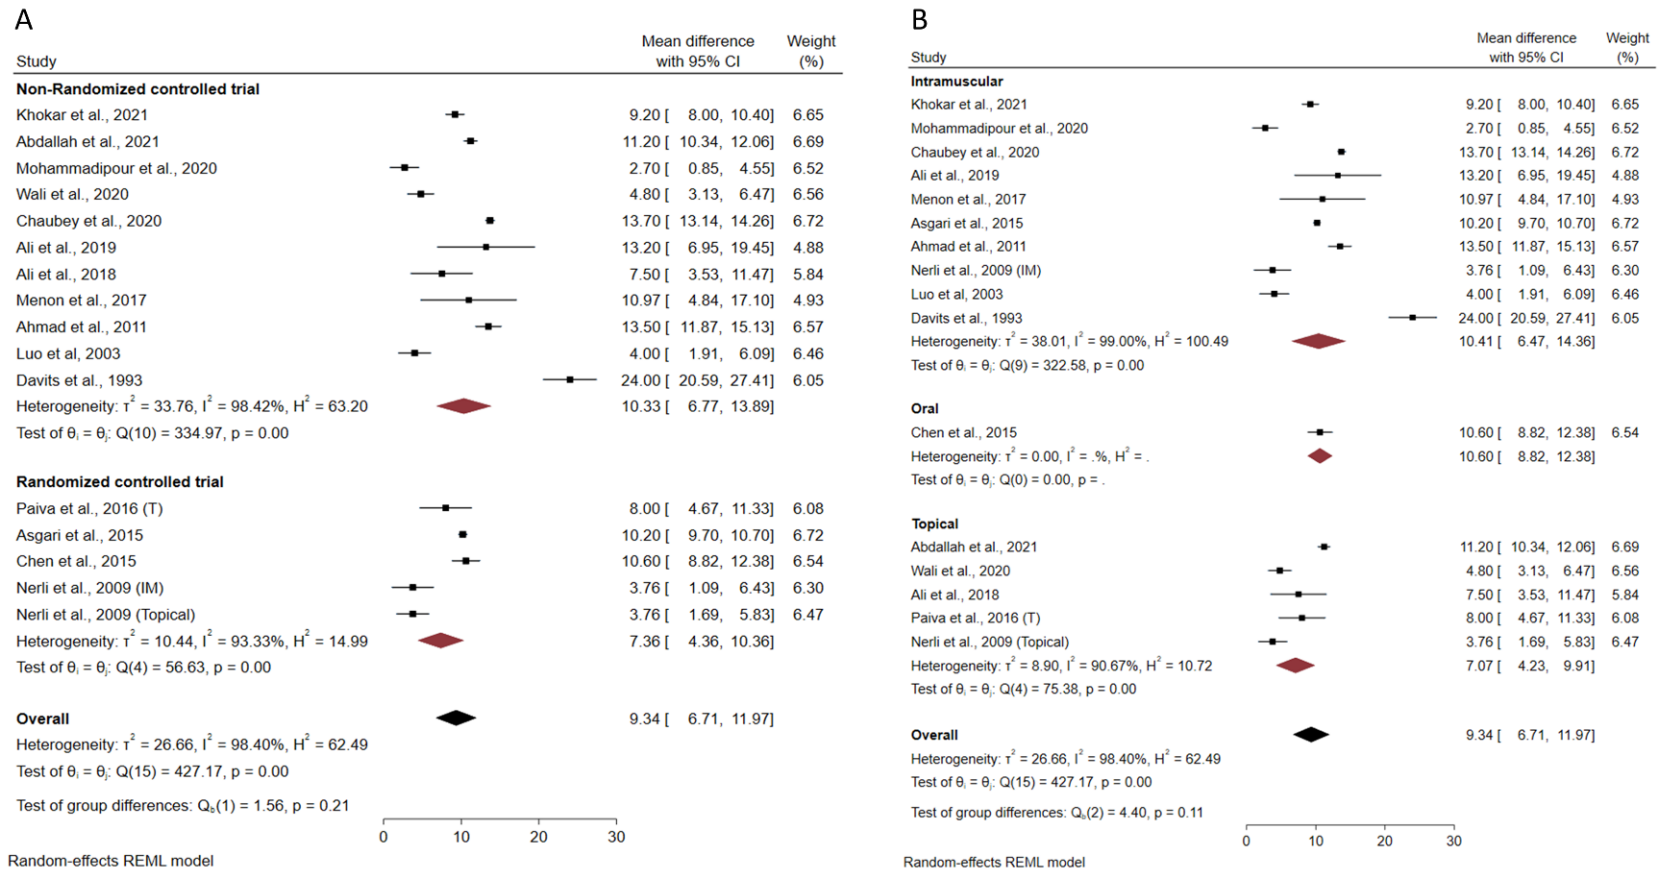 A
Mean difference Weight
Study with 95% CI (%)
Non-Randomized controlled trial
Khokar et al., 2021 9.20 [ 8.00, 10.40] 6.65
Abdallah et al., 2021 11.20 [ 10.34, 12.06] 6.69
Mohammadipour et al., 2020 2.70 [ 0.85, 4.55] 6.52
Wali et al., 2020 4.80 [ 3.13, 6.47] 6.56
Chaubey et al., 2020 13.70 [ 13.14, 14.26] 6.72
Ali et al., 2019 13.20 [ 6.95, 19.45] 4.88
Ali et al., 2018 7.50 [ 3.53, 11.47] 5.84
Menon et al., 2017 10.97 [ 4.84, 17.10] 4.93
Ahmad et al., 2011 13.50 [ 11.87, 15.13] 6.57
Luo et al, 2003 4.00 [ 1.91, 6.09] 6.46
Davits et al., 1993 24.00 [ 20.59, 27.41] 6.05
Heterogeneity: τ² = 33.76, I² = 98.42%, H² = 63.20 10.33 [ 6.77, 13.89]
Test of θᵢ = θⱼ: Q(10) = 334.97, p = 0.00
Randomized controlled trial
Paiva et al., 2016 (T) 8.00 [ 4.67, 11.33] 6.08
Asgari et al., 2015 10.20 [ 9.70, 10.70] 6.72
Chen et al., 2015 10.60 [ 8.82, 12.38] 6.54
Nerli et al., 2009 (IM) 3.76 [ 1.09, 6.43] 6.30
Nerli et al., 2009 (Topical) 3.76 [ 1.69, 5.83] 6.47
Heterogeneity: τ² = 10.44, I² = 93.33%, H² = 14.99 7.36 [ 4.36, 10.36]
Test of θᵢ = θⱼ: Q(4) = 56.63, p = 0.00
Overall 9.34 [ 6.71, 11.97]
Heterogeneity: τ² = 26.66, I² = 98.40%, H² = 62.49
Test of θᵢ = θⱼ: Q(15) = 427.17, p = 0.00
Test of group differences: Q_b(1) = 1.56, p = 0.21
0 10 20 30
Random-effects REML model
B
Mean difference Weight
Study with 95% CI (%)
Intramuscular
Khokar et al., 2021 9.20 [ 8.00, 10.40] 6.65
Mohammadipour et al., 2020 2.70 [ 0.85, 4.55] 6.52
Chaubey et al., 2020 13.70 [ 13.14, 14.26] 6.72
Ali et al., 2019 13.20 [ 6.95, 19.45] 4.88
Menon et al., 2017 10.97 [ 4.84, 17.10] 4.93
Asgari et al., 2015 10.20 [ 9.70, 10.70] 6.72
Ahmad et al., 2011 13.50 [ 11.87, 15.13] 6.57
Nerli et al., 2009 (IM) 3.76 [ 1.09, 6.43] 6.30
Luo et al, 2003 4.00 [ 1.91, 6.09] 6.46
Davits et al., 1993 24.00 [ 20.59, 27.41] 6.05
Heterogeneity: τ² = 38.01, I² = 99.00%, H² = 100.49 10.41 [ 6.47, 14.36]
Test of θᵢ = θⱼ: Q(9) = 322.58, p = 0.00
Oral
Chen et al., 2015 10.60 [ 8.82, 12.38] 6.54
Heterogeneity: τ² = 0.00, I² = .%, H² = . 10.60 [ 8.82, 12.38]
Test of θᵢ = θⱼ: Q(0) = 0.00, p = .
Topical
Abdallah et al., 2021 11.20 [ 10.34, 12.06] 6.69
Wali et al., 2020 4.80 [ 3.13, 6.47] 6.56
Ali et al., 2018 7.50 [ 3.53, 11.47] 5.84
Paiva et al., 2016 (T) 8.00 [ 4.67, 11.33] 6.08
Nerli et al., 2009 (Topical) 3.76 [ 1.69, 5.83] 6.47
Heterogeneity: τ² = 8.90, I² = 90.67%, H² = 10.72 7.07 [ 4.23, 9.91]
Test of θᵢ = θⱼ: Q(4) = 75.38, p = 0.00
Overall 9.34 [ 6.71, 11.97]
Heterogeneity: τ² = 26.66, I² = 98.40%, H² = 62.49
Test of θᵢ = θⱼ: Q(15) = 427.17, p = 0.00
Test of group differences: Q_b(2) = 4.40, p = 0.11
0 10 20 30
Random-effects REML model